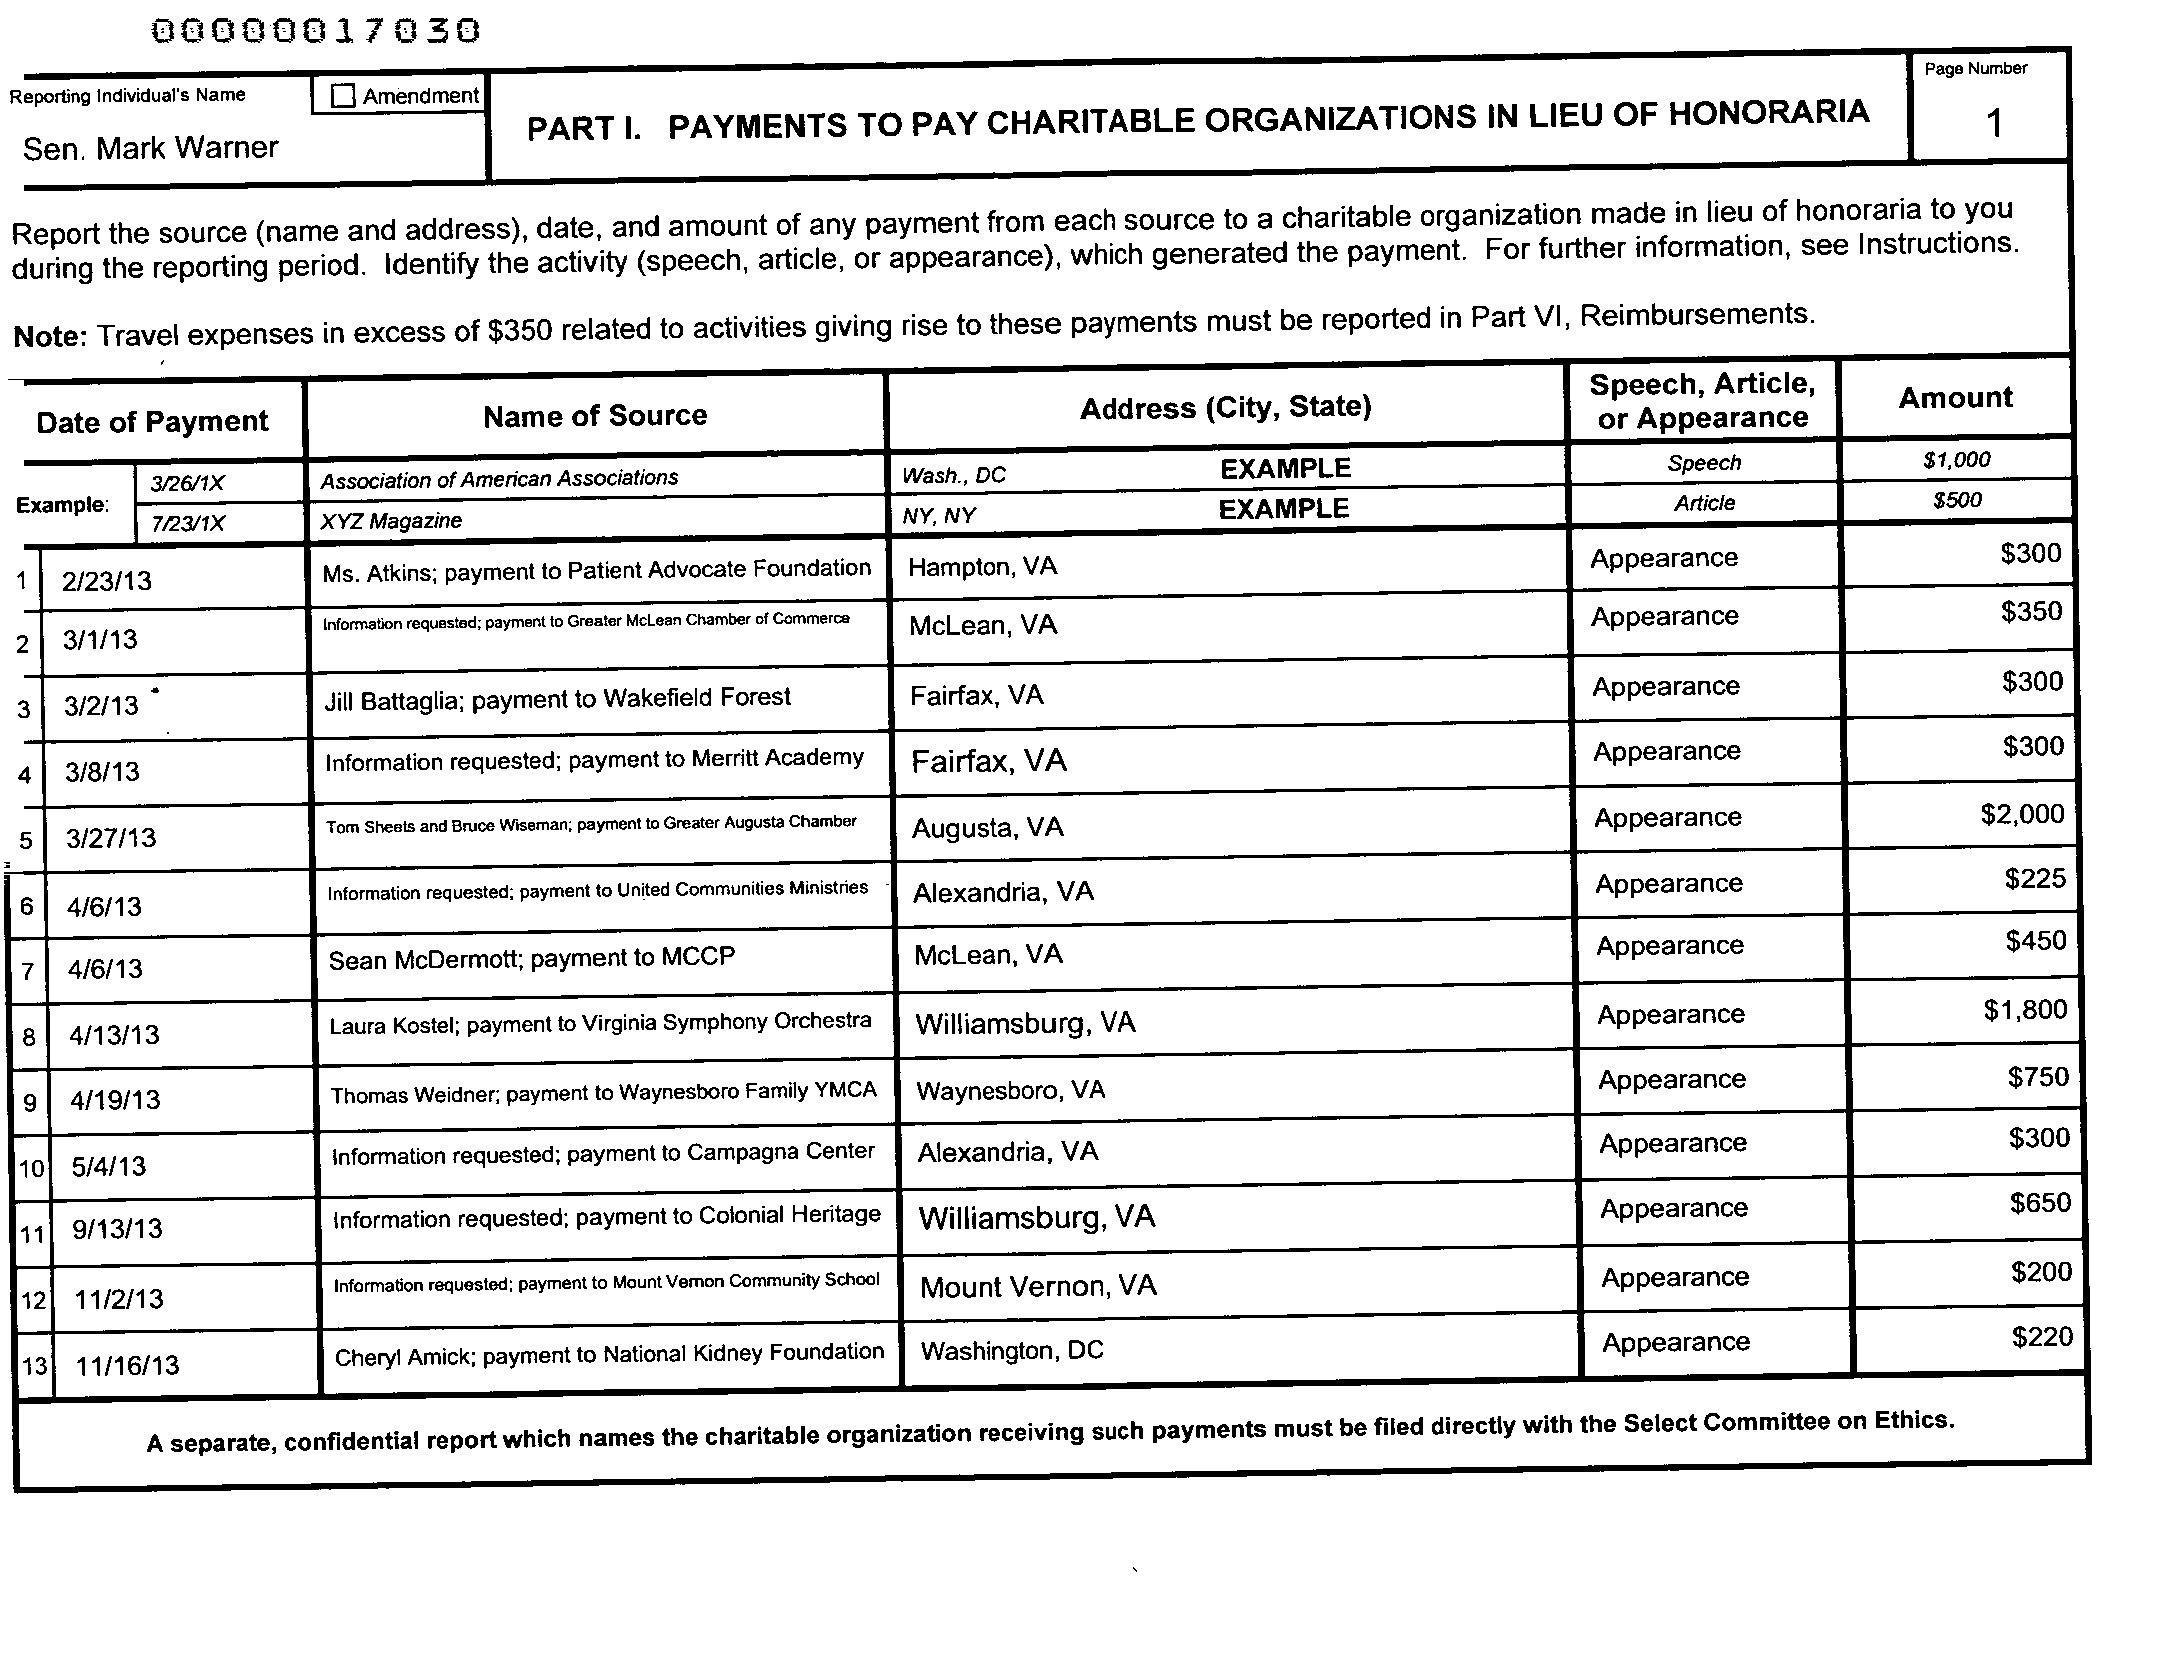 00000017030
Reporting Individual's Name
Amendment
Sen. Mark Warner
PART I. PAYMENTS TO PAY CHARITABLE ORGANIZATIONS IN LIEU OF HONORARIA
Page Number
1
Report the source (name and address), date, and amount of any payment from each source to a charitable organization made in lieu of honoraria to you
during the reporting period. Identify the activity (speech, article, or appearance), which generated the payment. For further information, see Instructions.
Note: Travel expenses in excess of $350 related to activities giving rise to these payments must be reported in Part VI, Reimbursements.
Date of Payment Name of Source Address (City, State) Speech, Article, or Appearance Amount
Example: 3/26/1X Association of American Associations Wash., DC EXAMPLE Speech $1,000
7/23/1X XYZ Magazine NY, NY EXAMPLE Article $500
1 2/23/13 Ms. Atkins; payment to Patient Advocate Foundation Hampton, VA Appearance $300
2 3/1/13 Information requested; payment to Greater McLean Chamber of Commerce McLean, VA Appearance $350
3 3/2/13 Jill Battaglia; payment to Wakefield Forest Fairfax, VA Appearance $300
4 3/8/13 Information requested; payment to Merritt Academy Fairfax, VA Appearance $300
5 3/27/13 Tom Sheets and Bruce Wiseman; payment to Greater Augusta Chamber Augusta, VA Appearance $2,000
6 4/6/13 Information requested; payment to United Communities Ministries Alexandria, VA Appearance $225
7 4/6/13 Sean McDermott; payment to MCCP McLean, VA Appearance $450
8 4/13/13 Laura Kostel; payment to Virginia Symphony Orchestra Williamsburg, VA Appearance $1,800
9 4/19/13 Thomas Weidner; payment to Waynesboro Family YMCA Waynesboro, VA Appearance $750
10 5/4/13 Information requested; payment to Campagna Center Alexandria, VA Appearance $300
11 9/13/13 Information requested; payment to Colonial Heritage Williamsburg, VA Appearance $650
12 11/2/13 Information requested; payment to Mount Vernon Community School Mount Vernon, VA Appearance $200
13 11/16/13 Cheryl Amick; payment to National Kidney Foundation Washington, DC Appearance $220
A separate, confidential report which names the charitable organization receiving such payments must be filed directly with the Select Committee on Ethics.